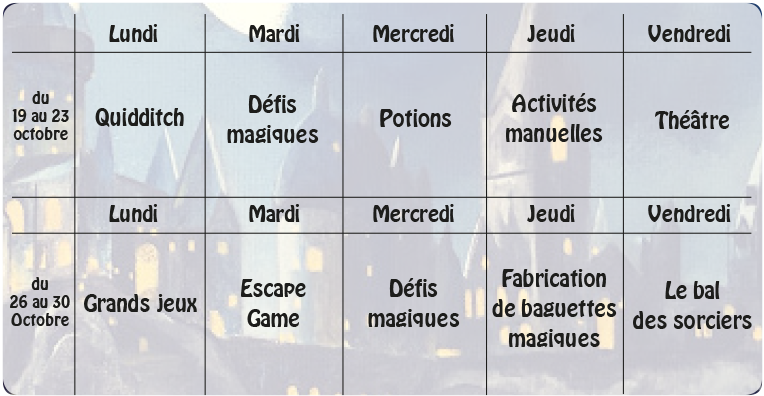 Lundi Mardi Mercredi Jeudi Vendredi
du
19 au 23
octobre
Quidditch
Défis
magiques
Potions
Activités
manuelles
Théâtre
Lundi Mardi Mercredi Jeudi Vendredi
du
26 au 30
Octobre
Grands jeux
Escape
Game
Défis
magiques
Fabrication
de baguettes
magiques
Le bal
des sorciers